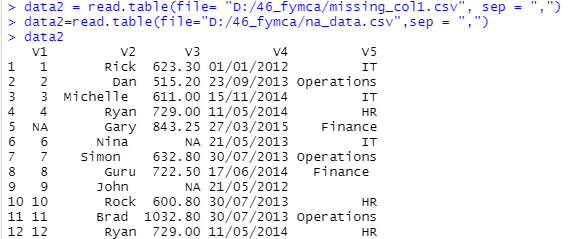 > data2 = read.table(file= "D:/46_fymca/missing_col1.csv", sep = ",")
> data2=read.table(file="D:/46_fymca/na_data.csv",sep = ",")
> data2
V1 V2 V3 V4 V5
1 1 Rick 623.30 01/01/2012 IT
2 2 Dan 515.20 23/09/2013 Operations
3 3 Michelle 611.00 15/11/2014 IT
4 4 Ryan 729.00 11/05/2014 HR
5 NA Gary 843.25 27/03/2015 Finance
6 6 Nina NA 21/05/2013 IT
7 7 Simon 632.80 30/07/2013 Operations
8 8 Guru 722.50 17/06/2014 Finance
9 9 John NA 21/05/2012
10 10 Rock 600.80 30/07/2013 HR
11 11 Brad 1032.80 30/07/2013 Operations
12 12 Ryan 729.00 11/05/2014 HR